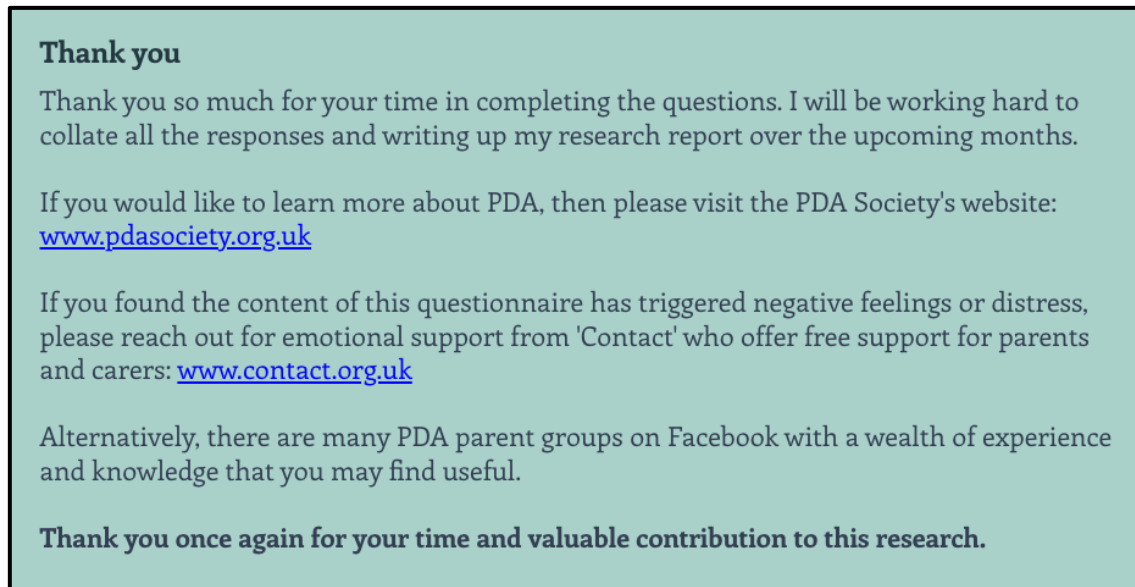 Thank you
Thank you so much for your time in completing the questions. I will be working hard to
collate all the responses and writing up my research report over the upcoming months.
If you would like to learn more about PDA, then please visit the PDA Society's website:
www.pdasociety.org.uk
If you found the content of this questionnaire has triggered negative feelings or distress,
please reach out for emotional support from 'Contact' who offer free support for parents
and carers: www.contact.org.uk
Alternatively, there are many PDA parent groups on Facebook with a wealth of experience
and knowledge that you may find useful.
Thank you once again for your time and valuable contribution to this research.